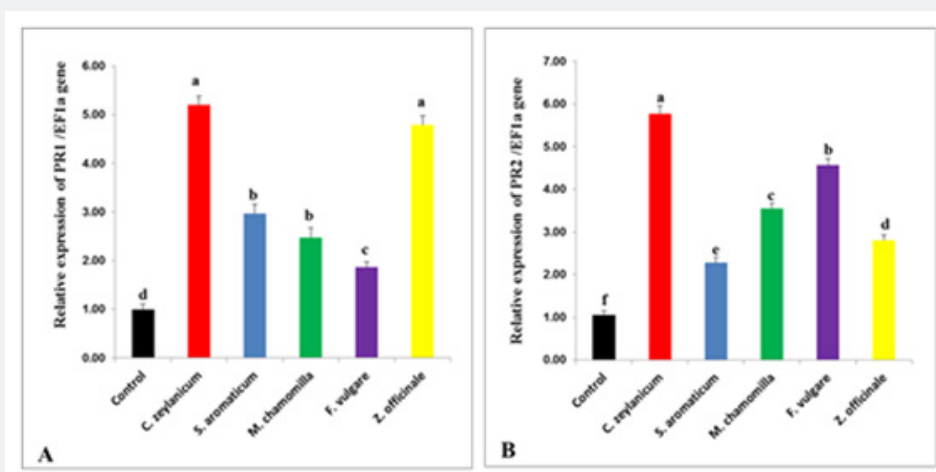 Relative expression of PR1 /EF1a gene
6.00
5.00
4.00
3.00
2.00
1.00
0.00
d
a
b
b
c
a
Control
C. zeylanicum
S. aromaticum
M. chamomilla
F. vulgare
Z. officinale
A
Relative expression of PR2 /EF1a gene
7.00
6.00
5.00
4.00
3.00
2.00
1.00
0.00
f
a
e
c
b
d
Control
C. zeylanicum
S. aromaticum
M. chamomilla
F. vulgare
Z. officinale
B